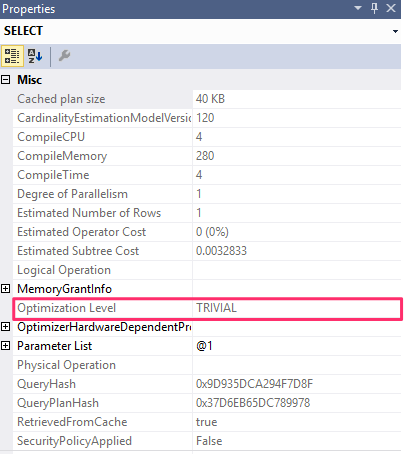 Properties
SELECT
Misc
Cached plan size 40 KB
CardinalityEstimationModelVersio 120
CompileCPU 4
CompileMemory 280
CompileTime 4
Degree of Parallelism 1
Estimated Number of Rows 1
Estimated Operator Cost 0 (0%)
Estimated Subtree Cost 0.0032833
Logical Operation
MemoryGrantInfo
Optimization Level TRIVIAL
OptimizerHardwareDependentPro
Parameter List @1
Physical Operation
QueryHash 0x9D935DCA294F7D8F
QueryPlanHash 0x37D6EB65DC789978
RetrievedFromCache true
SecurityPolicyApplied False